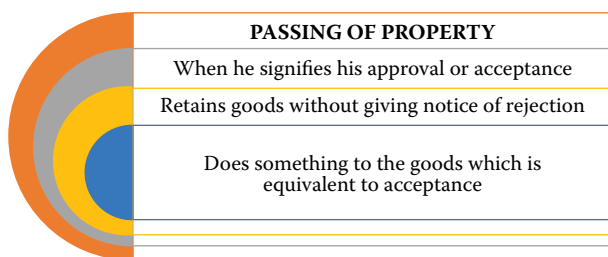 PASSING OF PROPERTY
When he signifies his approval or acceptance
Retains goods without giving notice of rejection
Does something to the goods which is
equivalent to acceptance